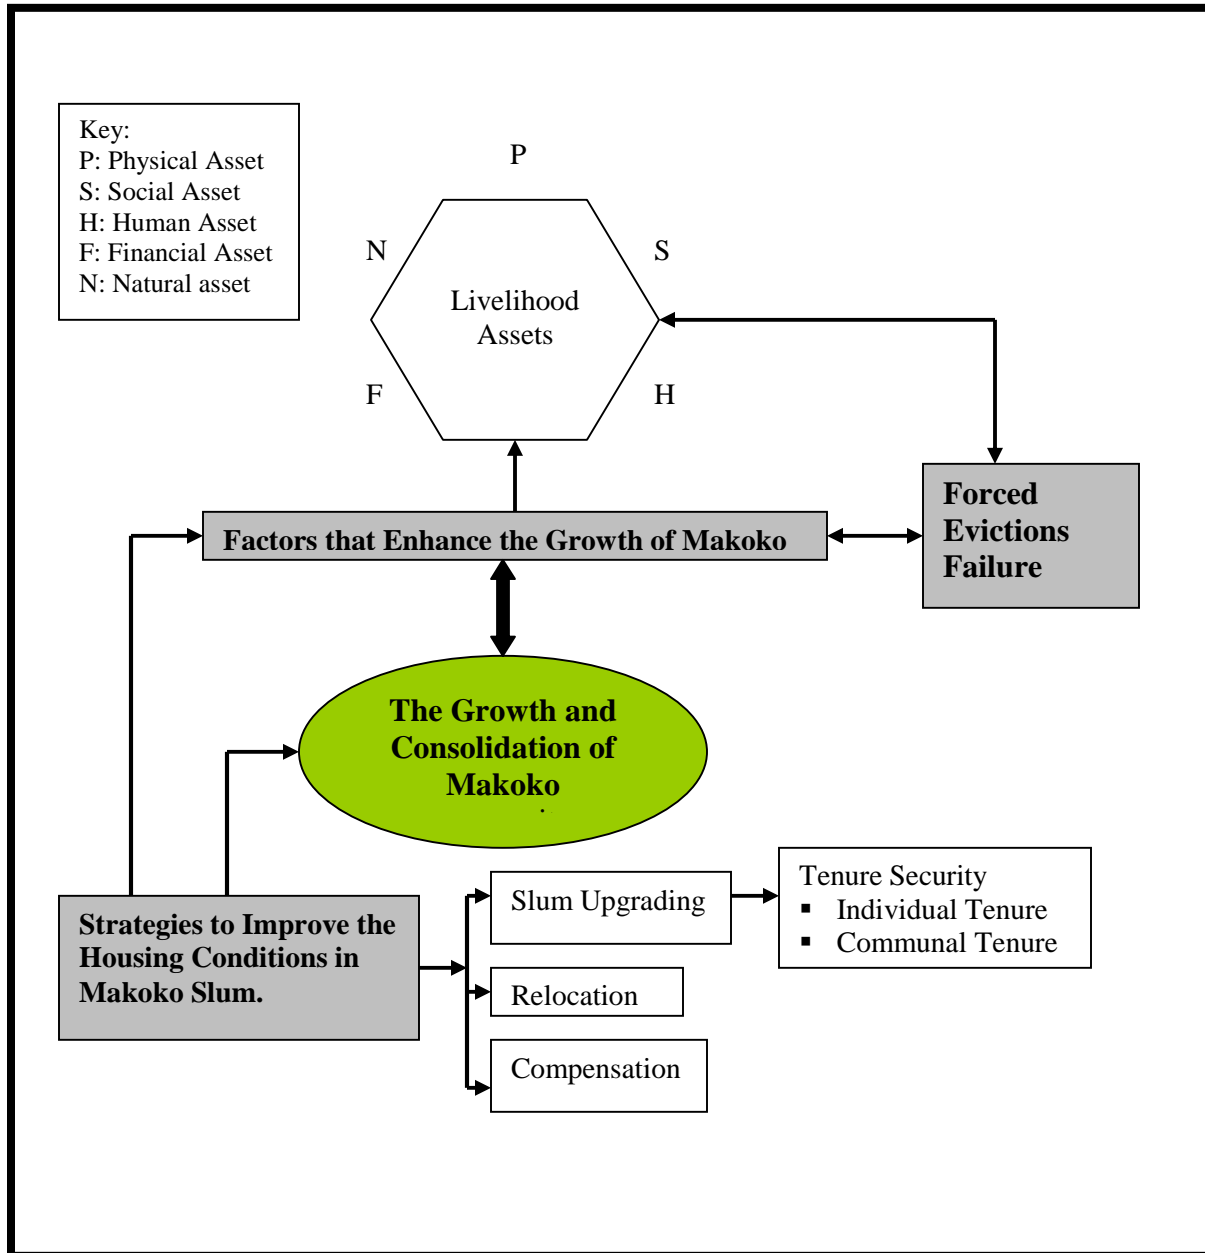 Key:
P: Physical Asset
S: Social Asset
H: Human Asset
F: Financial Asset
N: Natural asset
P
N
S
Livelihood
Assets
F
H
Forced
Evictions
Failure
Factors that Enhance the Growth of Makoko
The Growth and
Consolidation of
Makoko
.
Strategies to Improve the
Housing Conditions in
Makoko Slum.
Slum Upgrading
Relocation
Compensation
Tenure Security
▪ Individual Tenure
▪ Communal Tenure